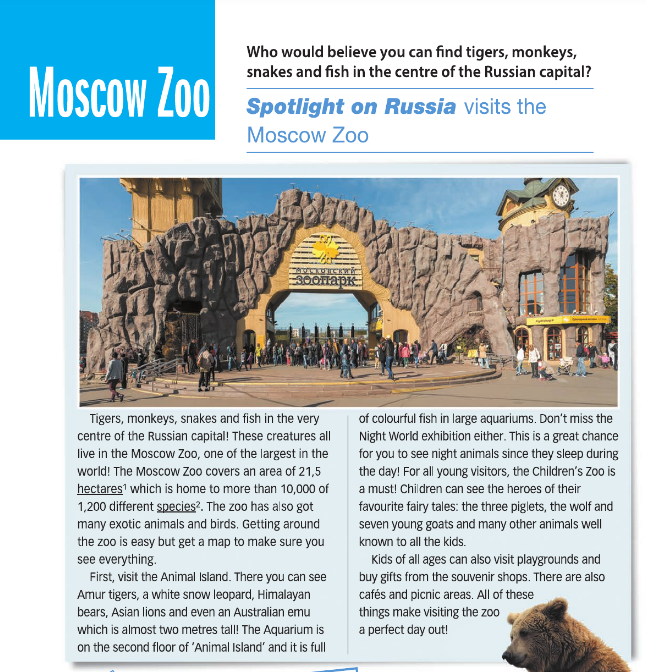 Moscow Zoo
Who would believe you can find tigers, monkeys,
snakes and fish in the centre of the Russian capital?
Spotlight on Russia visits the
Moscow Zoo
МОСКОВСКИЙ
ЗООПАРК
Tigers, monkeys, snakes and fish in the very
centre of the Russian capital! These creatures all
live in the Moscow Zoo, one of the largest in the
world! The Moscow Zoo covers an area of 21,5
hectares¹ which is home to more than 10,000 of
1,200 different species². The zoo has also got
many exotic animals and birds. Getting around
the zoo is easy but get a map to make sure you
see everything.
First, visit the Animal Island. There you can see
Amur tigers, a white snow leopard, Himalayan
bears, Asian lions and even an Australian emu
which is almost two metres tall! The Aquarium is
on the second floor of ‘Animal Island’ and it is full
of colourful fish in large aquariums. Don’t miss the
Night World exhibition either. This is a great chance
for you to see night animals since they sleep during
the day! For all young visitors, the Children’s Zoo is
a must! Children can see the heroes of their
favourite fairy tales: the three piglets, the wolf and
seven young goats and many other animals well
known to all the kids.
Kids of all ages can also visit playgrounds and
buy gifts from the souvenir shops. There are also
cafés and picnic areas. All of these
things make visiting the zoo
a perfect day out!